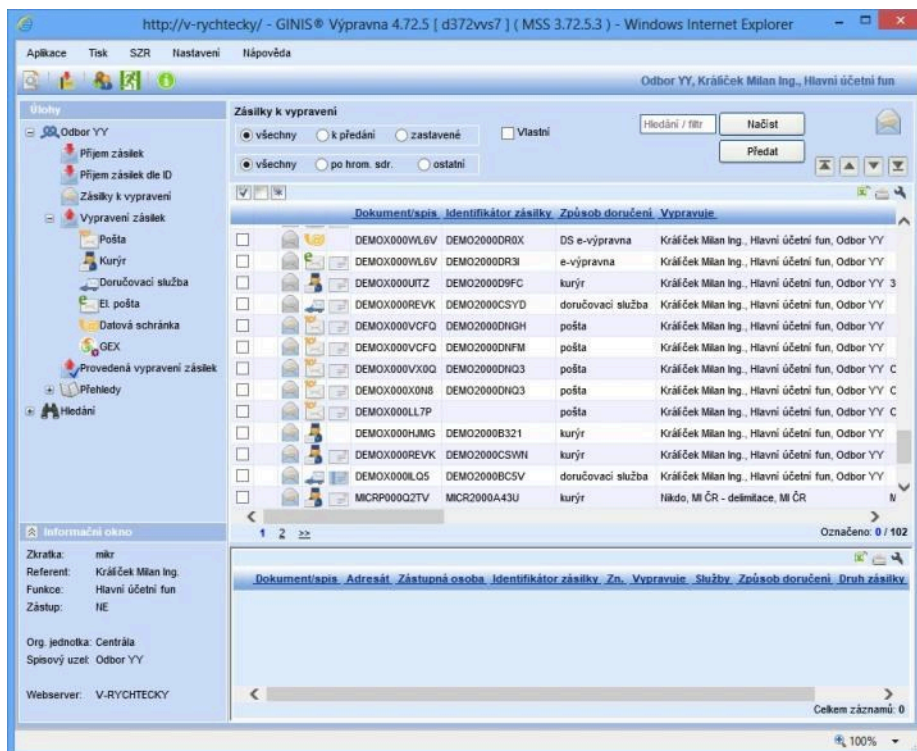 http://v-rychtecky/ - GINIS® Výpravna 4.72.5 [ d372vvs7 ] ( MSS 3.72.5.3 ) - Windows Internet Explorer
Aplikace Tisk SZR Nastavení Nápověda
Odbor YY, Králíček Milan Ing., Hlavní účetní fun
Úlohy
Odbor YY
Příjem zásilek
Příjem zásilek dle ID
Zásilky k vypravení
Vypravení zásilek
Pošta
Kurýr
Doručovací služba
El. pošta
Datová schránka
GEX
Provedená vypravení zásilek
Přehledy
Hledání
Zásilky k vypravení
všechny k předání zastavené Vlastní Hledání / filtr Načíst
všechny po hrom. sdr. ostatní Předat
Dokument/spis Identifikátor zásilky Způsob doručení Vypravuje
DEMOX000WL6V DEMO2000DR0X DS e-výpravna Králíček Milan Ing., Hlavní účetní fun, Odbor YY
DEMOX000WL6V DEMO2000DR3I e-výpravna Králíček Milan Ing., Hlavní účetní fun, Odbor YY
DEMOX000UITZ DEMO2000D9FC kurýr Králíček Milan Ing., Hlavní účetní fun, Odbor YY 3
DEMOX000REVK DEMO2000CSYD doručovací služba Králíček Milan Ing., Hlavní účetní fun, Odbor YY
DEMOX000VCFQ DEMO2000DNGH pošta Králíček Milan Ing., Hlavní účetní fun, Odbor YY
DEMOX000VCFQ DEMO2000DNFM pošta Králíček Milan Ing., Hlavní účetní fun, Odbor YY
DEMOX000VX0Q DEMO2000DNQ3 pošta Králíček Milan Ing., Hlavní účetní fun, Odbor YY C
DEMOX000X0N8 DEMO2000DNQ3 pošta Králíček Milan Ing., Hlavní účetní fun, Odbor YY C
DEMOX000LL7P pošta Králíček Milan Ing., Hlavní účetní fun, Odbor YY C
DEMOX000HJMG DEMO2000B321 kurýr Králíček Milan Ing., Hlavní účetní fun, Odbor YY
DEMOX000REVK DEMO2000CSWN kurýr Králíček Milan Ing., Hlavní účetní fun, Odbor YY
DEMOX000ILQ5 DEMO2000BC5V doručovací služba Králíček Milan Ing., Hlavní účetní fun, Odbor YY
MICRP000Q2TV MICR2000A43U kurýr Nikdo, MI ČR - delimitace, MI ČR N
1 2 >> Označeno: 0 / 102
Informační okno
Zkratka: mikr
Referent: Králíček Milan Ing.
Funkce: Hlavní účetní fun
Zástup: NE
Org. jednotka: Centrála
Spisový uzel: Odbor YY
Webserver: V-RYCHTECKY
Dokument/spis Adresát Zástupná osoba Identifikátor zásilky Zn. Vypravuje Služby Způsob doručení Druh zásilky
Celkem záznamů: 0
100%